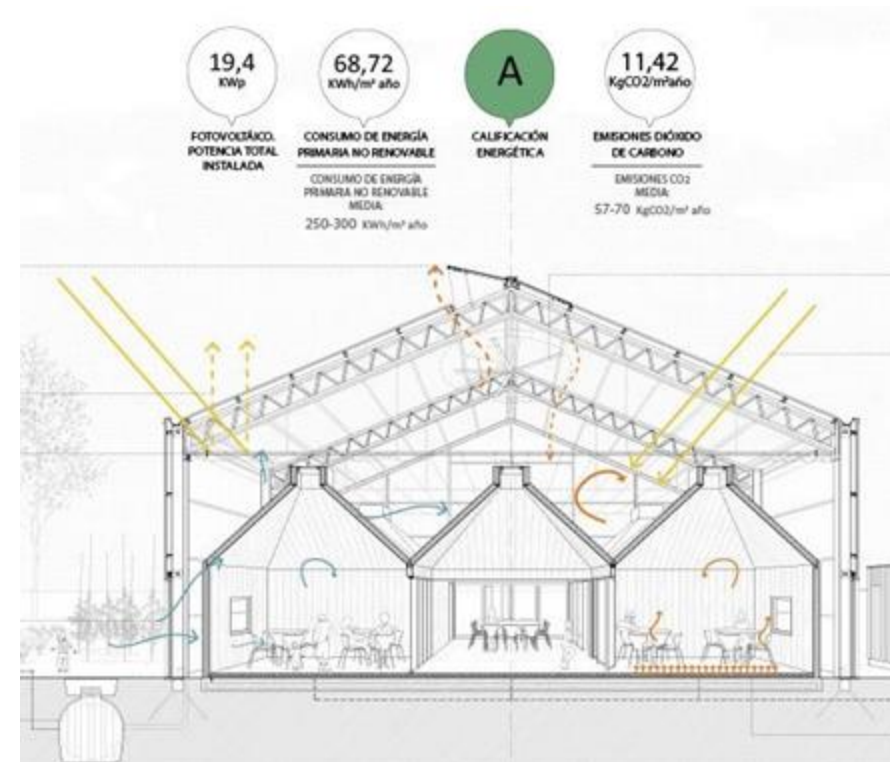 19,4
KWp
FOTOVOLTÁICO.
POTENCIA TOTAL
INSTALADA
68,72
KWh/m² año
CONSUMO DE ENERGÍA
PRIMARIA NO RENOVABLE
CONSUMO DE ENERGÍA
PRIMARIA NO RENOVABLE
MEDIA:
250-300 KWh/m² año
A
CALIFICACIÓN
ENERGÉTICA
11,42
KgCO2/m²año
EMISIONES DIÓXIDO
DE CARBONO
EMISIONES CO2
MEDIA:
57-70 KgCO2/m² año